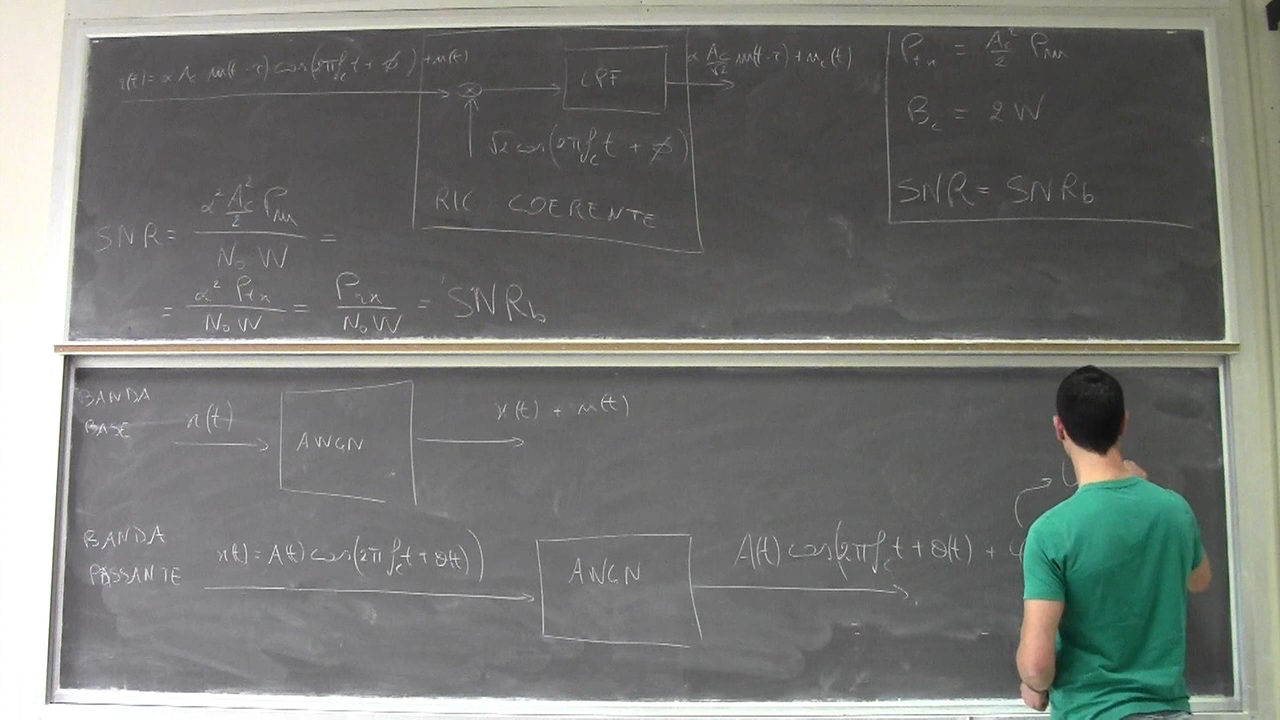 r(t) = α Ac m(t-τ) cos(2πfc t + ϕ) + n(t)
LPF
α Ac/√2 m(t-τ) + nc(t)
√2 cos(2πfc t + ϕ)
RIC COERENTE
SNR = (α² Ac²/2 Pm)/(N0 W) =
= (α² Ptx)/(N0 W) = Prx/(N0 W) = SNRb
Ptx = Ac²/2 Pm
Bc = 2W
SNR = SNRb
BANDA
BASE
x(t)
AWGN
x(t) + n(t)
BANDA
PASSANTE
x(t) = A(t) cos(2πfc t + θ(t))
AWGN
A(t) cos(2πfc t + θ(t) +